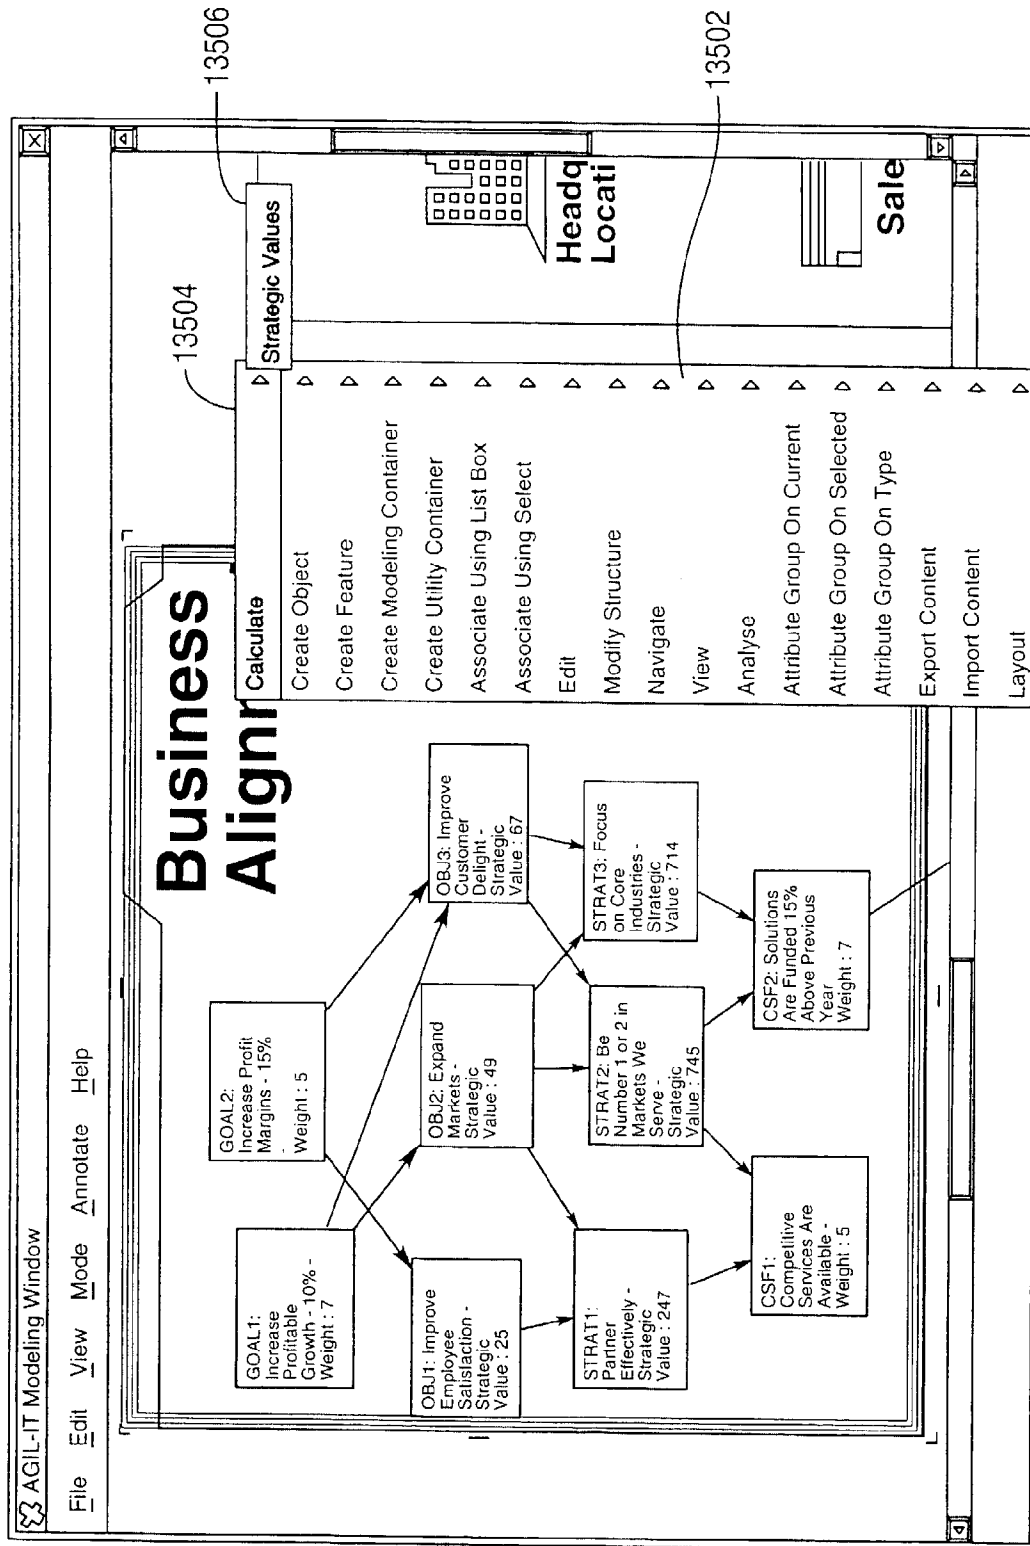 AGIL-IT Modeling Window
File Edit View Mode Annotate Help
Business
Alignr
GOAL1:
Increase
Profitable
Growth - 10% -
Weight : 7
GOAL2:
Increase Profit
Margins - 15%
- Weight : 5
OBJ1: Improve
Employee
Satislaction -
Strategic
Value : 25
OBJ2: Expand
Markets -
Strategic
Value : 49
OBJ3: Improve
Customer
Delight -
Strategic
Value : 67
STRAT1:
Partner
Effectively -
Strategic
Value : 247
STRAT2: Be
Number 1 or 2 in
Markets We
Serve -
Strategic
Value : 745
STRAT3: Focus
on Core
Industries -
Strategic
Value : 714
CSF1:
Competitive
Services Are
Available -
Weight : 5
CSF2: Solutions
Are Funded 15%
Above Previous
Year
Weight : 7
Calculate
Create Object
Create Feature
Create Modeling Container
Create Utility Container
Associate Using List Box
Associate Using Select
Edit
Modify Structure
Navigate
View
Analyse
Attribute Group On Current
Attribute Group On Selected
Attribute Group On Type
Export Content
Import Content
Layout
Strategic Values
Headq
Locati
Sale
13504
13506
13502